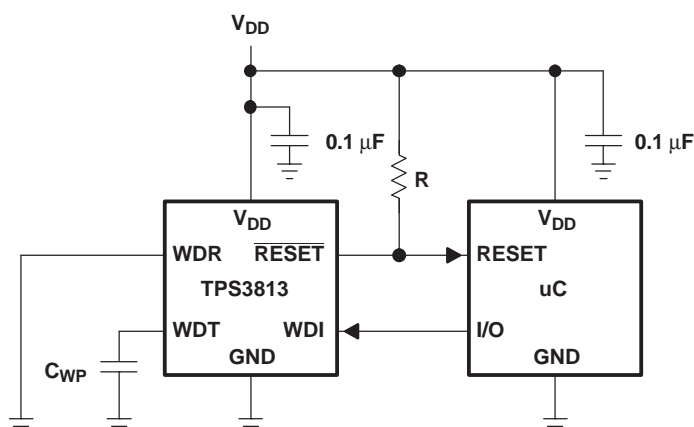 VDD
0.1 μF
0.1 μF
R
VDD
VDD
WDR
RESET
RESET
TPS3813
uC
WDT
WDI
I/O
CWP
GND
GND